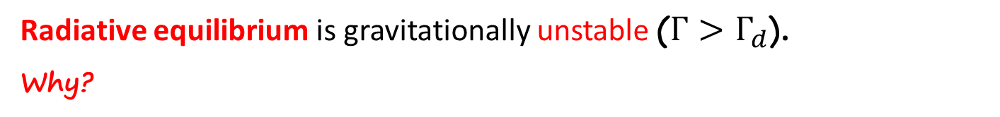 Radiative equilibrium is gravitationally unstable (Γ > Γ_d).
Why?